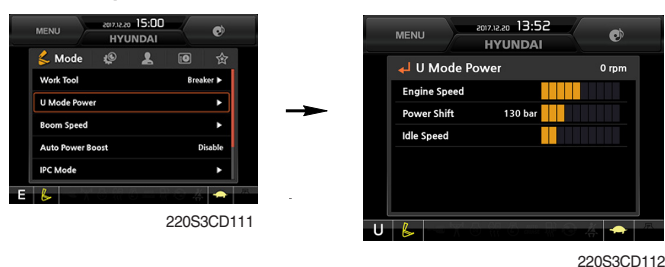 MENU
2017.12.20 15:00
HYUNDAI
Mode
Work Tool Breaker ▶
U Mode Power ▶
Boom Speed ▶
Auto Power Boost Disable
IPC Mode ▶
E
220S3CD111
MENU
2017.12.20 13:52
HYUNDAI
U Mode Power 0 rpm
Engine Speed
Power Shift 130 bar
Idle Speed
U
220S3CD112